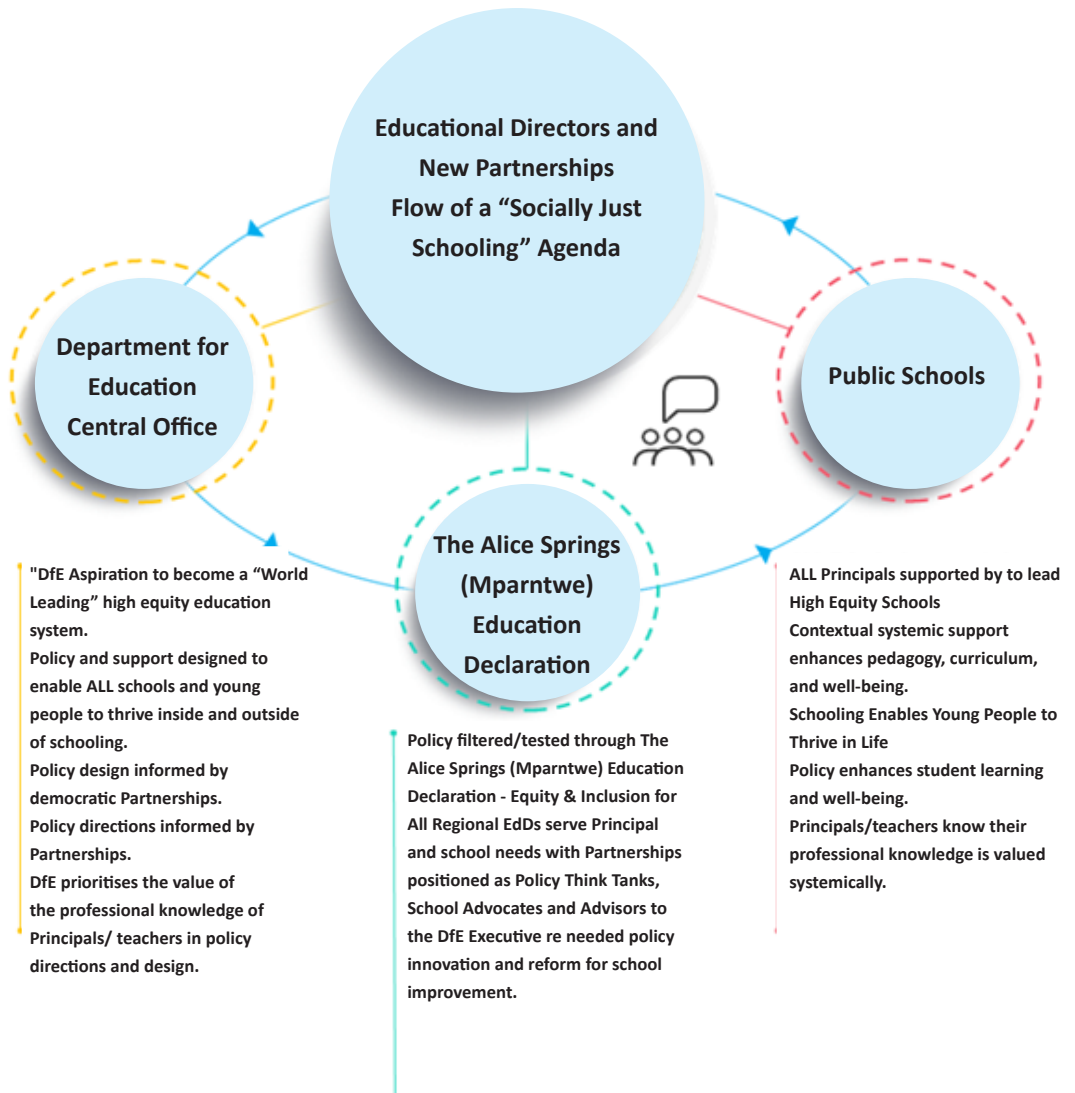 Educational Directors and
New Partnerships
Flow of a “Socially Just
Schooling” Agenda
Department for
Education
Central Office
Public Schools
The Alice Springs
(Mparntwe)
Education
Declaration
"DfE Aspiration to become a “World
Leading” high equity education
system.
Policy and support designed to
enable ALL schools and young
people to thrive inside and outside
of schooling.
Policy design informed by
democratic Partnerships.
Policy directions informed by
Partnerships.
DfE prioritises the value of
the professional knowledge of
Principals/ teachers in policy
directions and design.
Policy filtered/tested through The
Alice Springs (Mparntwe) Education
Declaration - Equity & Inclusion for
All Regional EdDs serve Principal
and school needs with Partnerships
positioned as Policy Think Tanks,
School Advocates and Advisors to
the DfE Executive re needed policy
innovation and reform for school
improvement.
ALL Principals supported by to lead
High Equity Schools
Contextual systemic support
enhances pedagogy, curriculum,
and well-being.
Schooling Enables Young People to
Thrive in Life
Policy enhances student learning
and well-being.
Principals/teachers know their
professional knowledge is valued
systemically.